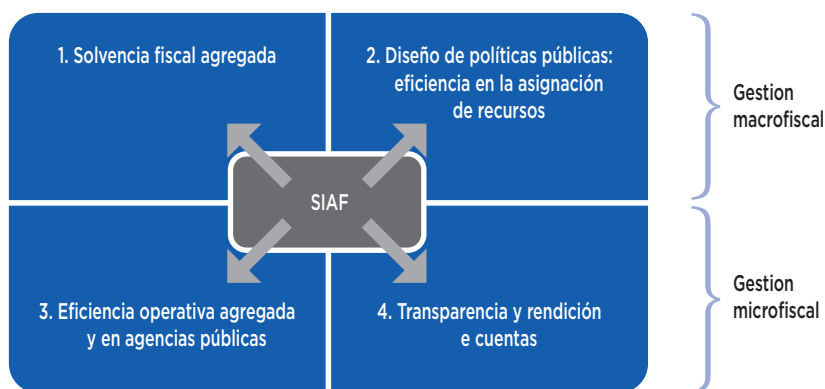 1. Solvencia fiscal agregada
2. Diseño de políticas públicas:
eficiencia en la asignación
de recursos
Gestion
macrofiscal
SIAF
3. Eficiencia operativa agregada
y en agencias públicas
4. Transparencia y rendición
e cuentas
Gestion
microfiscal